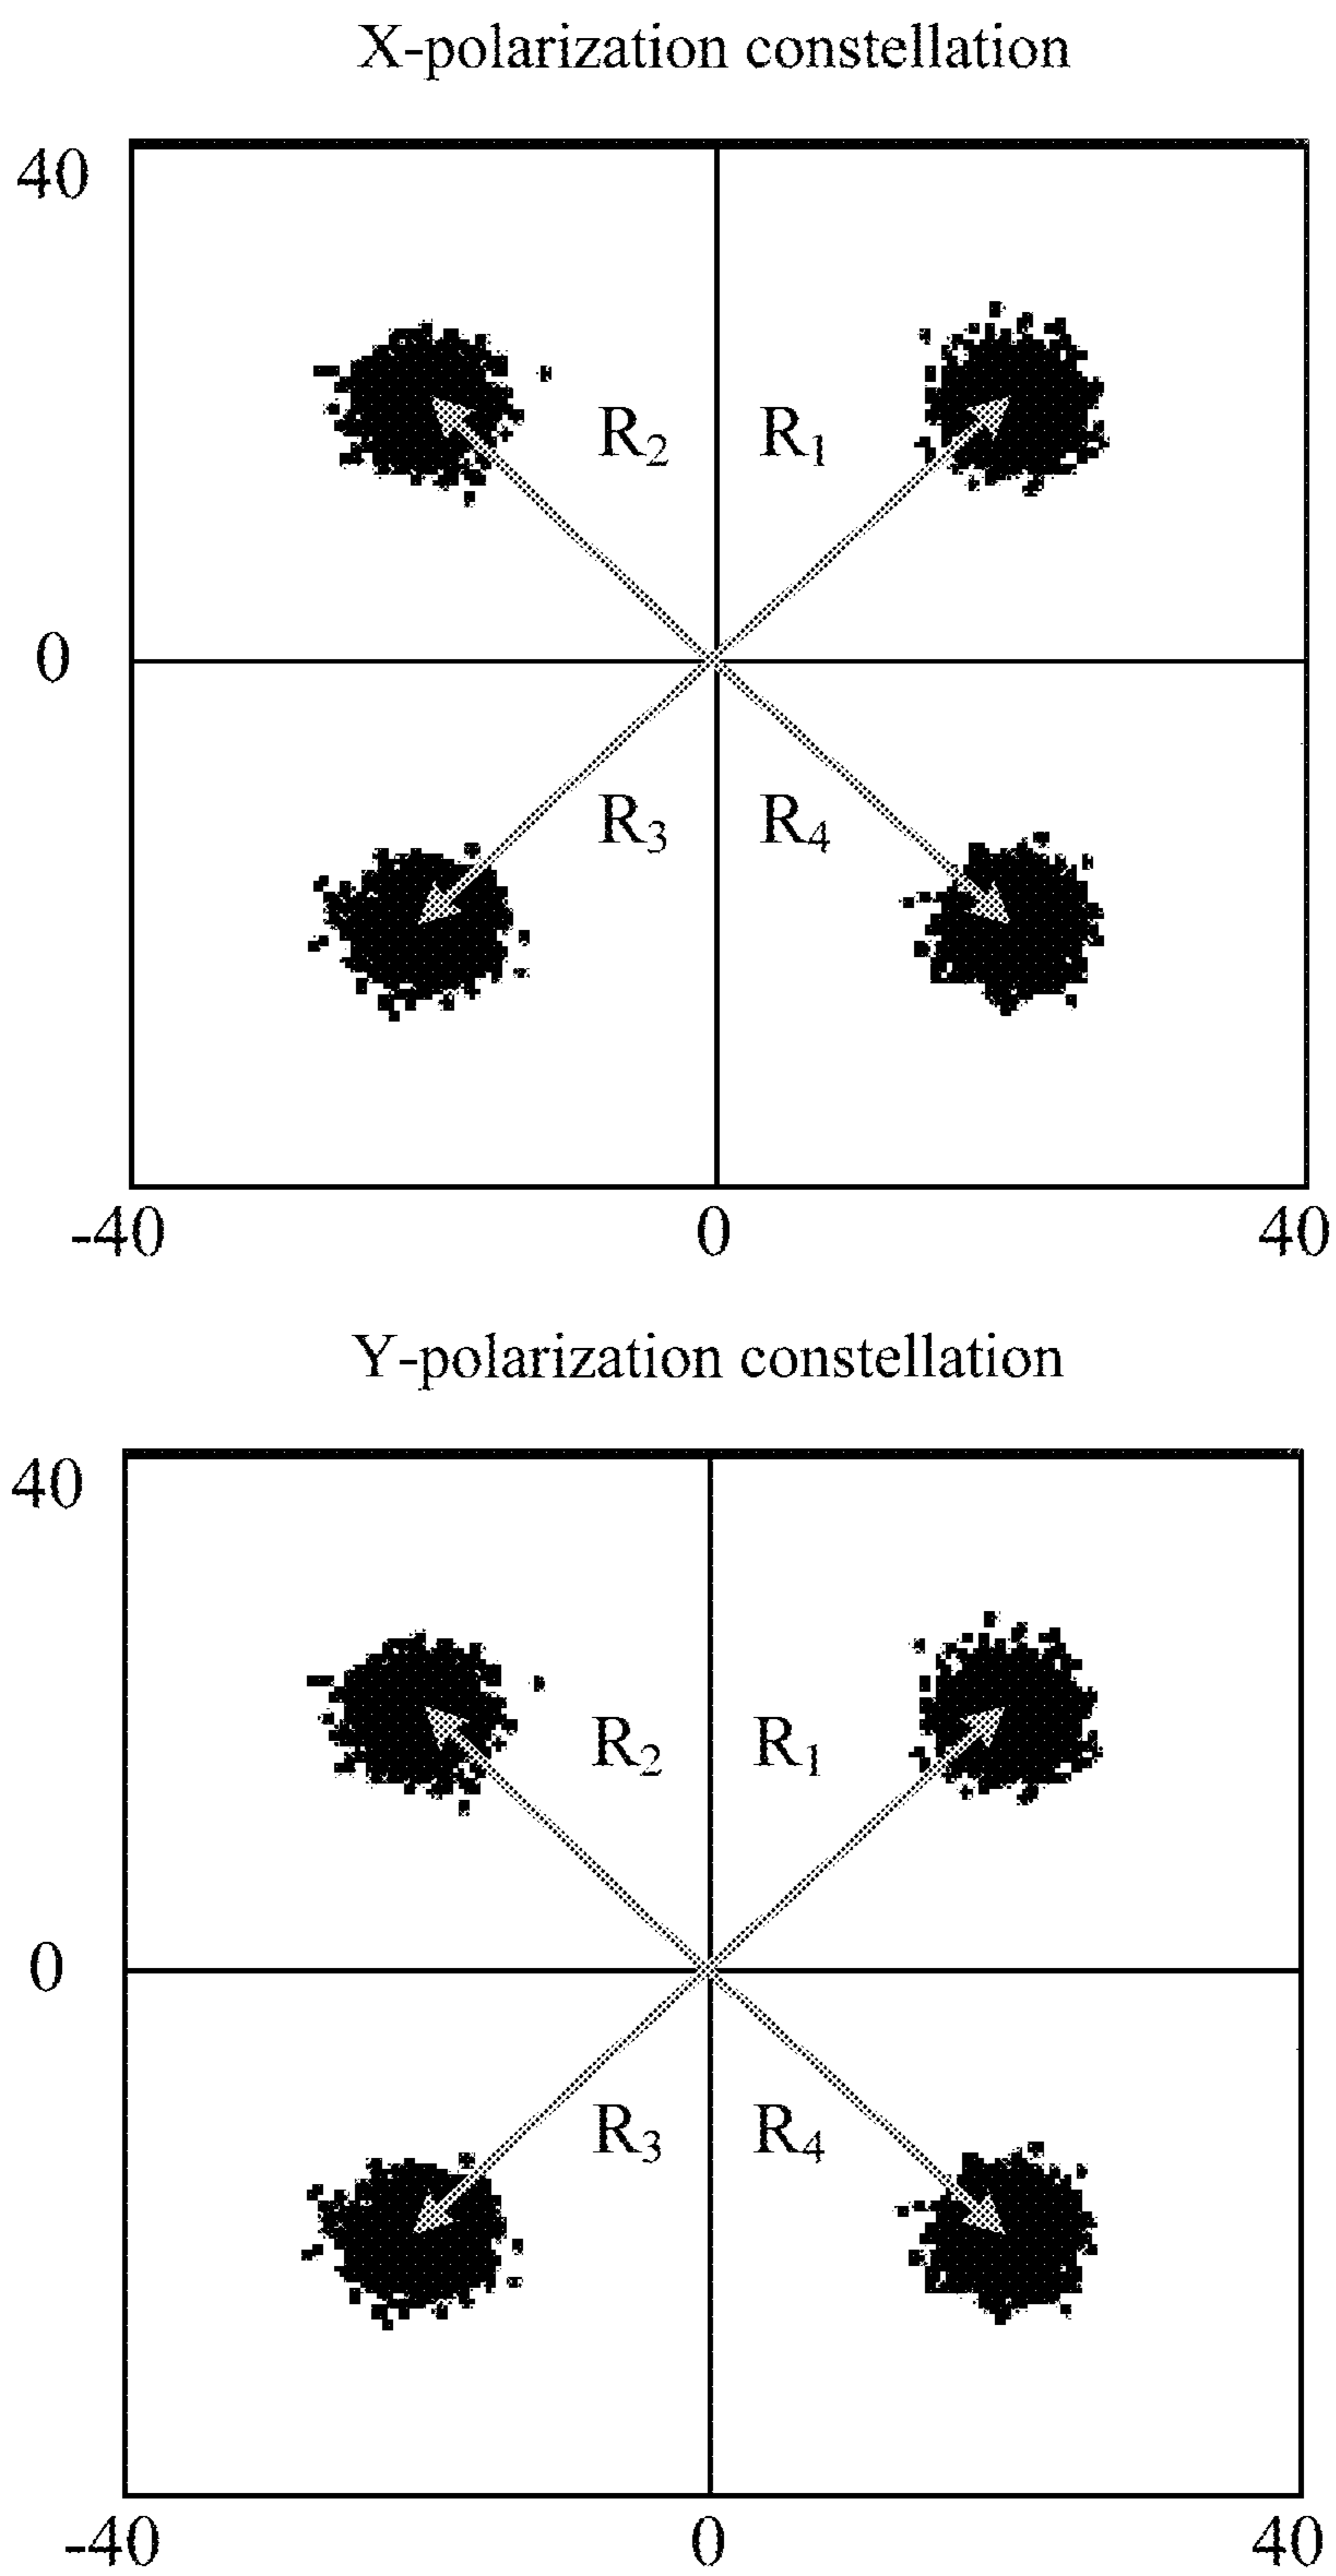 X-polarization constellation
40
R₂ R₁
0
R₃ R₄
-40 0 40
Y-polarization constellation
40
R₂ R₁
0
R₃ R₄
-40 0 40